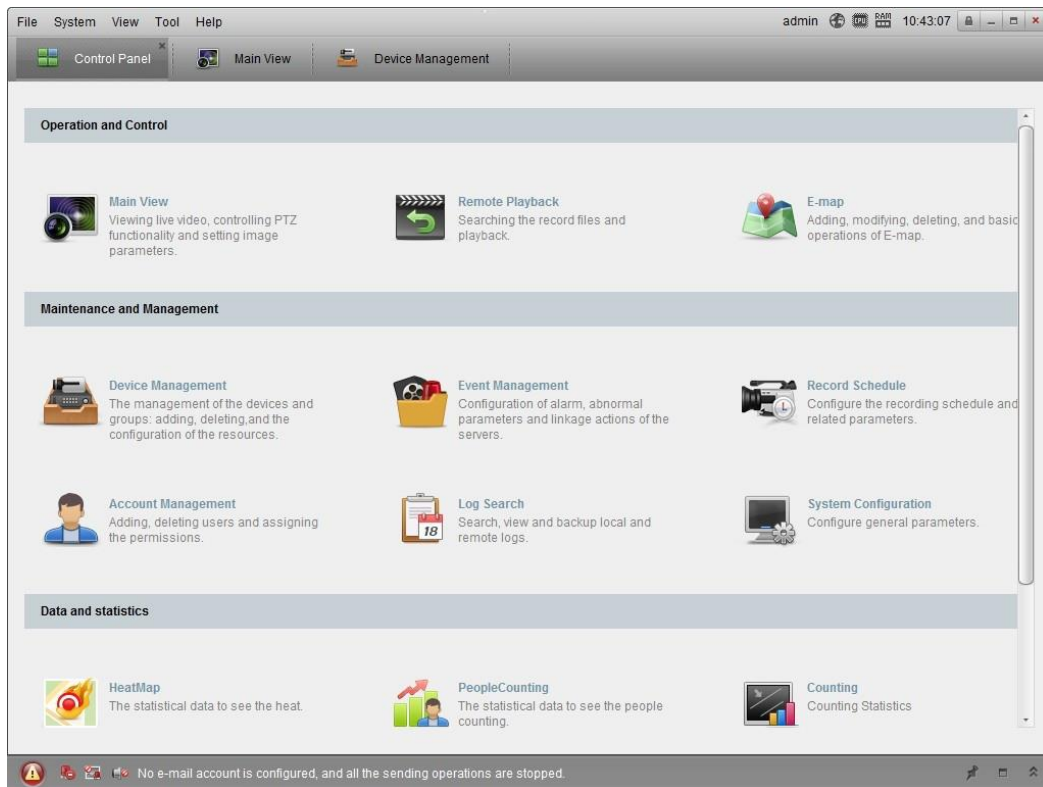 File System View Tool Help admin CPU RAM 10:43:07
Control Panel Main View Device Management
Operation and Control
Main View
Viewing live video, controlling PTZ
functionality and setting image
parameters.
Remote Playback
Searching the record files and
playback.
E-map
Adding, modifying, deleting, and basic
operations of E-map.
Maintenance and Management
Device Management
The management of the devices and
groups: adding, deleting,and the
configuration of the resources.
Event Management
Configuration of alarm, abnormal
parameters and linkage actions of the
servers.
Record Schedule
Configure the recording schedule and
related parameters.
Account Management
Adding, deleting users and assigning
the permissions.
18
Log Search
Search, view and backup local and
remote logs.
System Configuration
Configure general parameters.
Data and statistics
HeatMap
The statistical data to see the heat.
PeopleCounting
The statistical data to see the people
counting.
Counting
Counting Statistics
No e-mail account is configured, and all the sending operations are stopped.